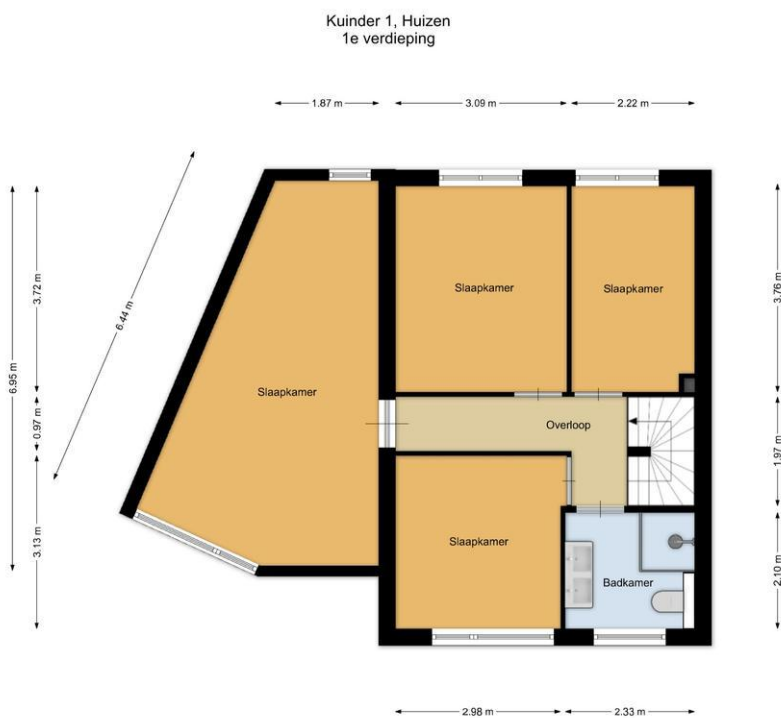 Kuinder 1, Huizen
1e verdieping
1.87 m
3.09 m
2.22 m
6.95 m
3.72 m
0.97 m
3.13 m
6.44 m
Slaapkamer
Slaapkamer
Slaapkamer
Overloop
Slaapkamer
Badkamer
3.76 m
1.97 m
2.10 m
2.98 m
2.33 m